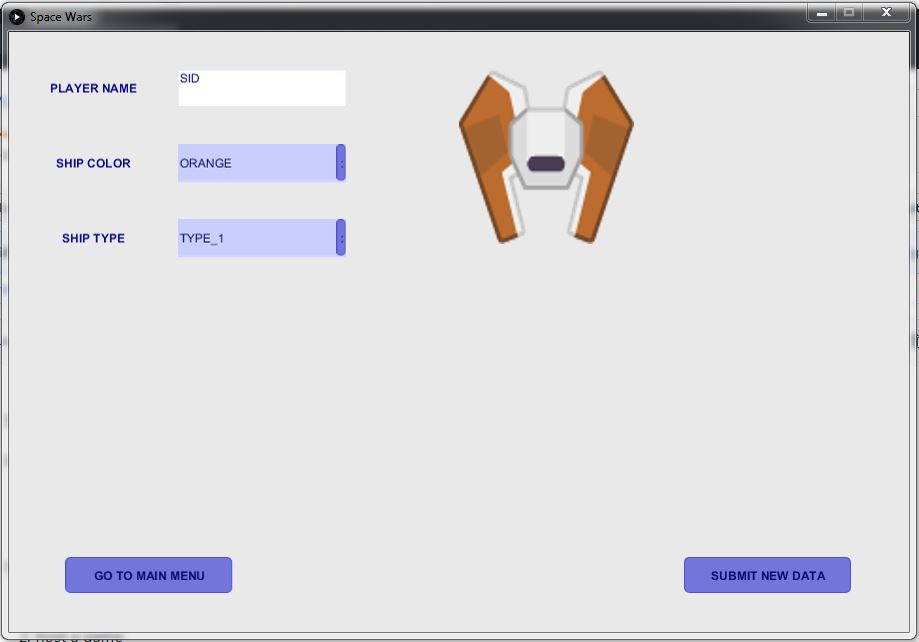 Space Wars
PLAYER NAME
SID
SHIP COLOR
ORANGE
:
SHIP TYPE
TYPE_1
:
GO TO MAIN MENU
SUBMIT NEW DATA